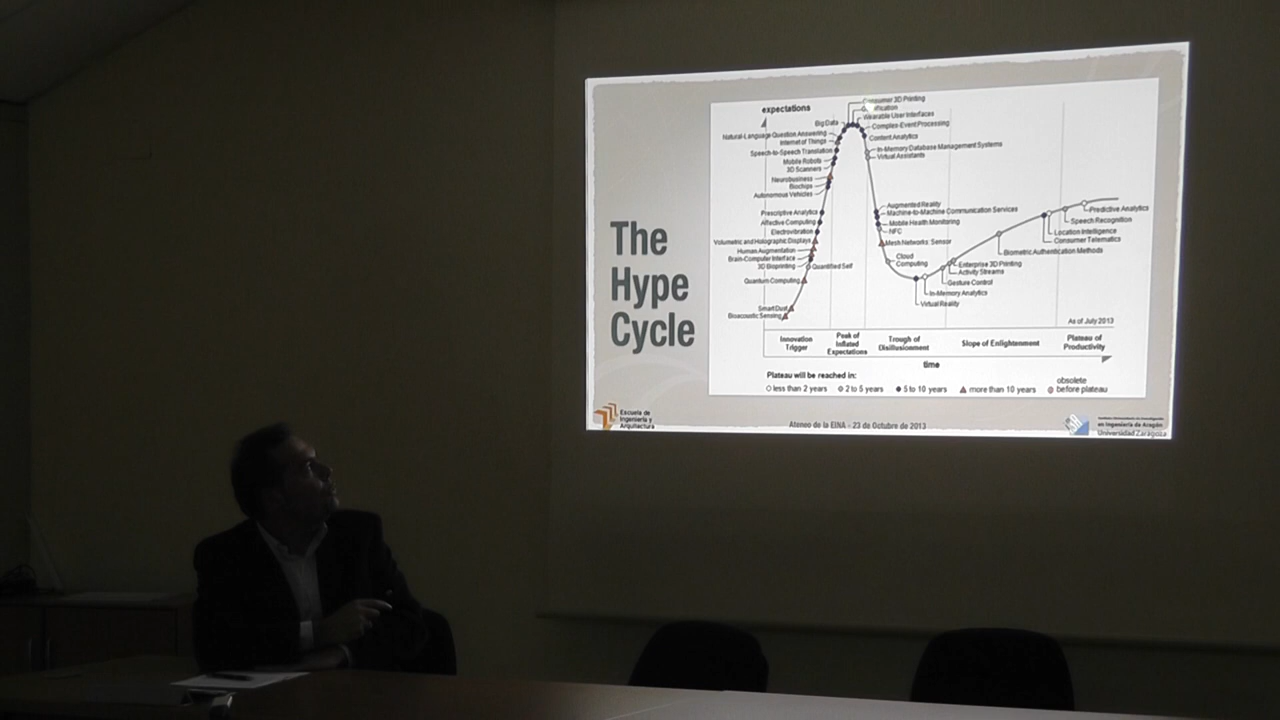 The
Hype
Cycle
expectations
Consumer 3D Printing
Wearable User Interfaces
Big Data
Complex-Event Processing
Natural-Language Question Answering
Content Analytics
Internet of Things
In-Memory Database Management Systems
Speech-to-Speech Translation
Virtual Assistants
Mobile Robots
3D Scanners
Neurobusiness
Biochips
Autonomous Vehicles
Augmented Reality
Prescriptive Analytics
Machine-to-Machine Communication Services
Affective Computing
Mobile Health Monitoring
Electrovibration
NFC
Volumetric and Holographic Displays
Mesh Networks: Sensor
Human Augmentation
Brain-Computer Interface
Cloud
Computing
3D Bioprinting
Quantified Self
Quantum Computing
Smart Dust
Bioacoustic Sensing
Predictive Analytics
Speech Recognition
Location Intelligence
Consumer Telematics
Biometric Authentication Methods
Enterprise 3D Printing
Activity Streams
Gesture Control
In-Memory Analytics
Virtual Reality
As of July 2013
Innovation
Trigger
Peak of
Inflated
Expectations
Trough of
Disillusionment
Slope of Enlightenment
Plateau of
Productivity
time
Plateau will be reached in:
less than 2 years
2 to 5 years
5 to 10 years
more than 10 years
obsolete
before plateau
Escuela de
Ingeniería y
Arquitectura
Ateneo de la EINA - 23 de Octubre de 2013
Instituto Universitario de Investigación
en Ingeniería de Aragón
Universidad Zaragoza